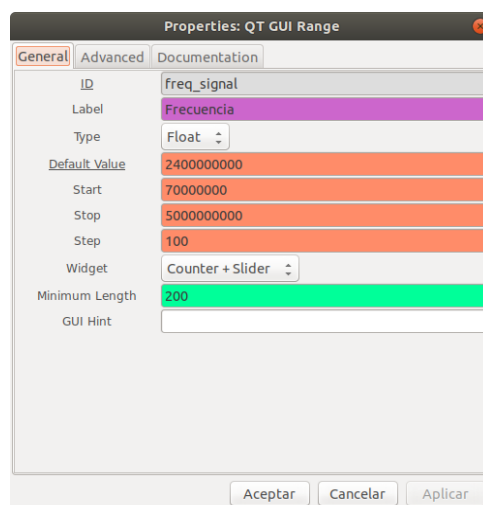 Properties: QT GUI Range
General Advanced Documentation
ID freq_signal
Label Frecuencia
Type Float
Default Value 2400000000
Start 70000000
Stop 5000000000
Step 100
Widget Counter + Slider
Minimum Length 200
GUI Hint
Aceptar Cancelar Aplicar